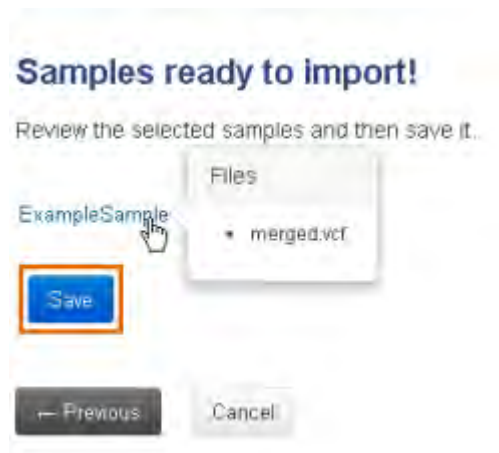 Samples ready to import!
Review the selected samples and then save it.
Files
ExampleSample
• merged.vcf
Save
← Previous
Cancel